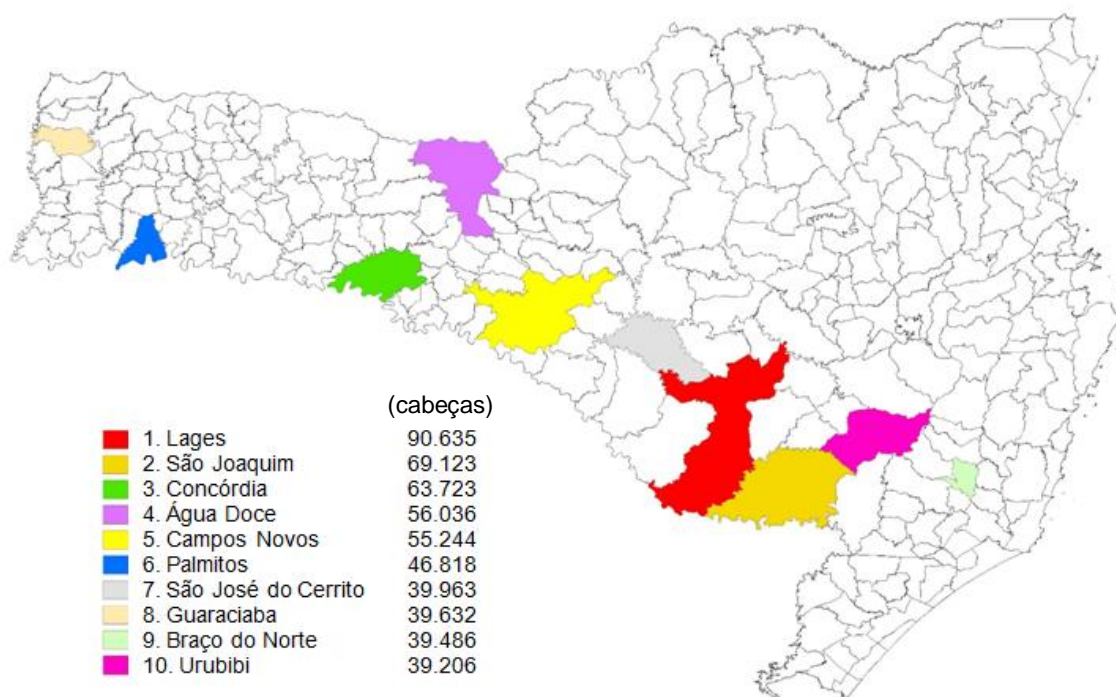 (cabeças)
1. Lages 90.635
2. São Joaquim 69.123
3. Concórdia 63.723
4. Água Doce 56.036
5. Campos Novos 55.244
6. Palmitos 46.818
7. São José do Cerrito 39.963
8. Guaraciaba 39.632
9. Braço do Norte 39.486
10. Urubibi 39.206